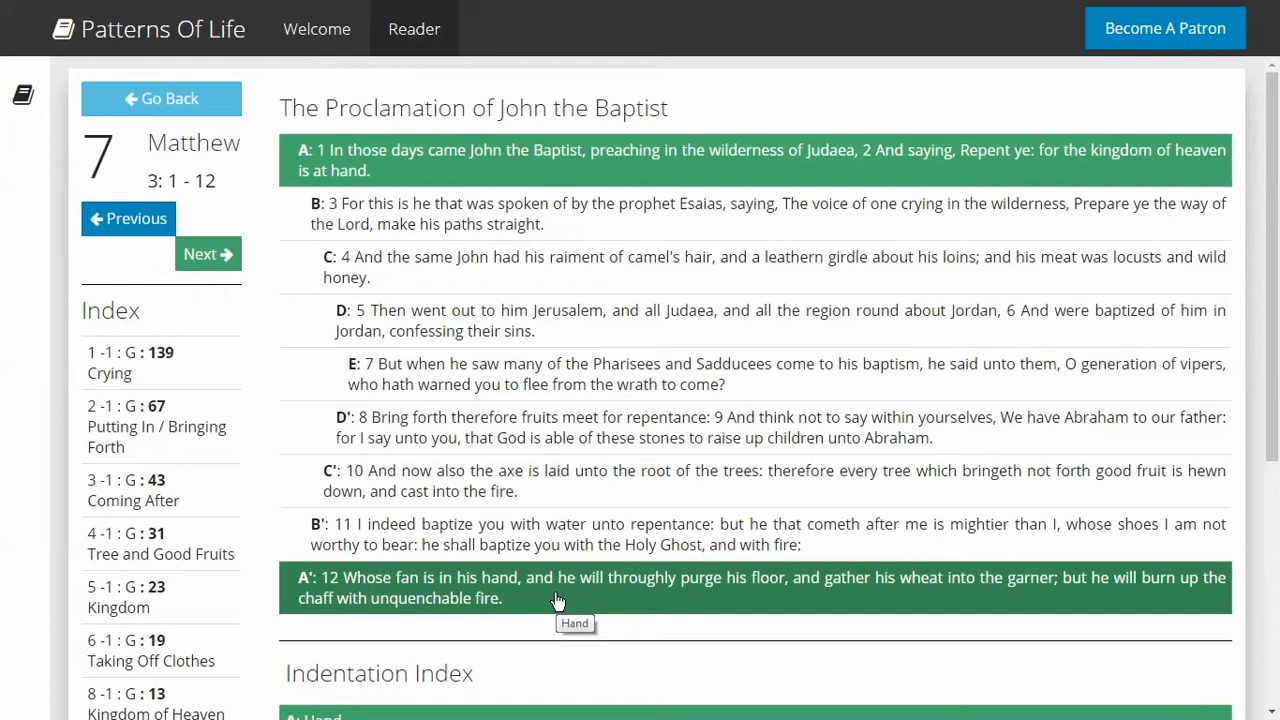 Patterns Of Life
Welcome
Reader
Become A Patron
Go Back
7
Matthew
3: 1 - 12
Previous
Next
Index
1 -1 : G : 139
Crying
2 -1 : G : 67
Putting In / Bringing
Forth
3 -1 : G : 43
Coming After
4 -1 : G : 31
Tree and Good Fruits
5 -1 : G : 23
Kingdom
6 -1 : G : 19
Taking Off Clothes
8 -1 : G : 13
Kingdom of Heaven
The Proclamation of John the Baptist
A: 1 In those days came John the Baptist, preaching in the wilderness of Judaea, 2 And saying, Repent ye: for the kingdom of heaven
is at hand.
B: 3 For this is he that was spoken of by the prophet Esaias, saying, The voice of one crying in the wilderness, Prepare ye the way of
the Lord, make his paths straight.
C: 4 And the same John had his raiment of camel's hair, and a leathern girdle about his loins; and his meat was locusts and wild
honey.
D: 5 Then went out to him Jerusalem, and all Judaea, and all the region round about Jordan, 6 And were baptized of him in
Jordan, confessing their sins.
E: 7 But when he saw many of the Pharisees and Sadducees come to his baptism, he said unto them, O generation of vipers,
who hath warned you to flee from the wrath to come?
D': 8 Bring forth therefore fruits meet for repentance: 9 And think not to say within yourselves, We have Abraham to our father:
for I say unto you, that God is able of these stones to raise up children unto Abraham.
C': 10 And now also the axe is laid unto the root of the trees: therefore every tree which bringeth not forth good fruit is hewn
down, and cast into the fire.
B': 11 I indeed baptize you with water unto repentance: but he that cometh after me is mightier than I, whose shoes I am not
worthy to bear: he shall baptize you with the Holy Ghost, and with fire:
A': 12 Whose fan is in his hand, and he will throughly purge his floor, and gather his wheat into the garner; but he will burn up the
chaff with unquenchable fire.
Hand
Indentation Index
A: Hand